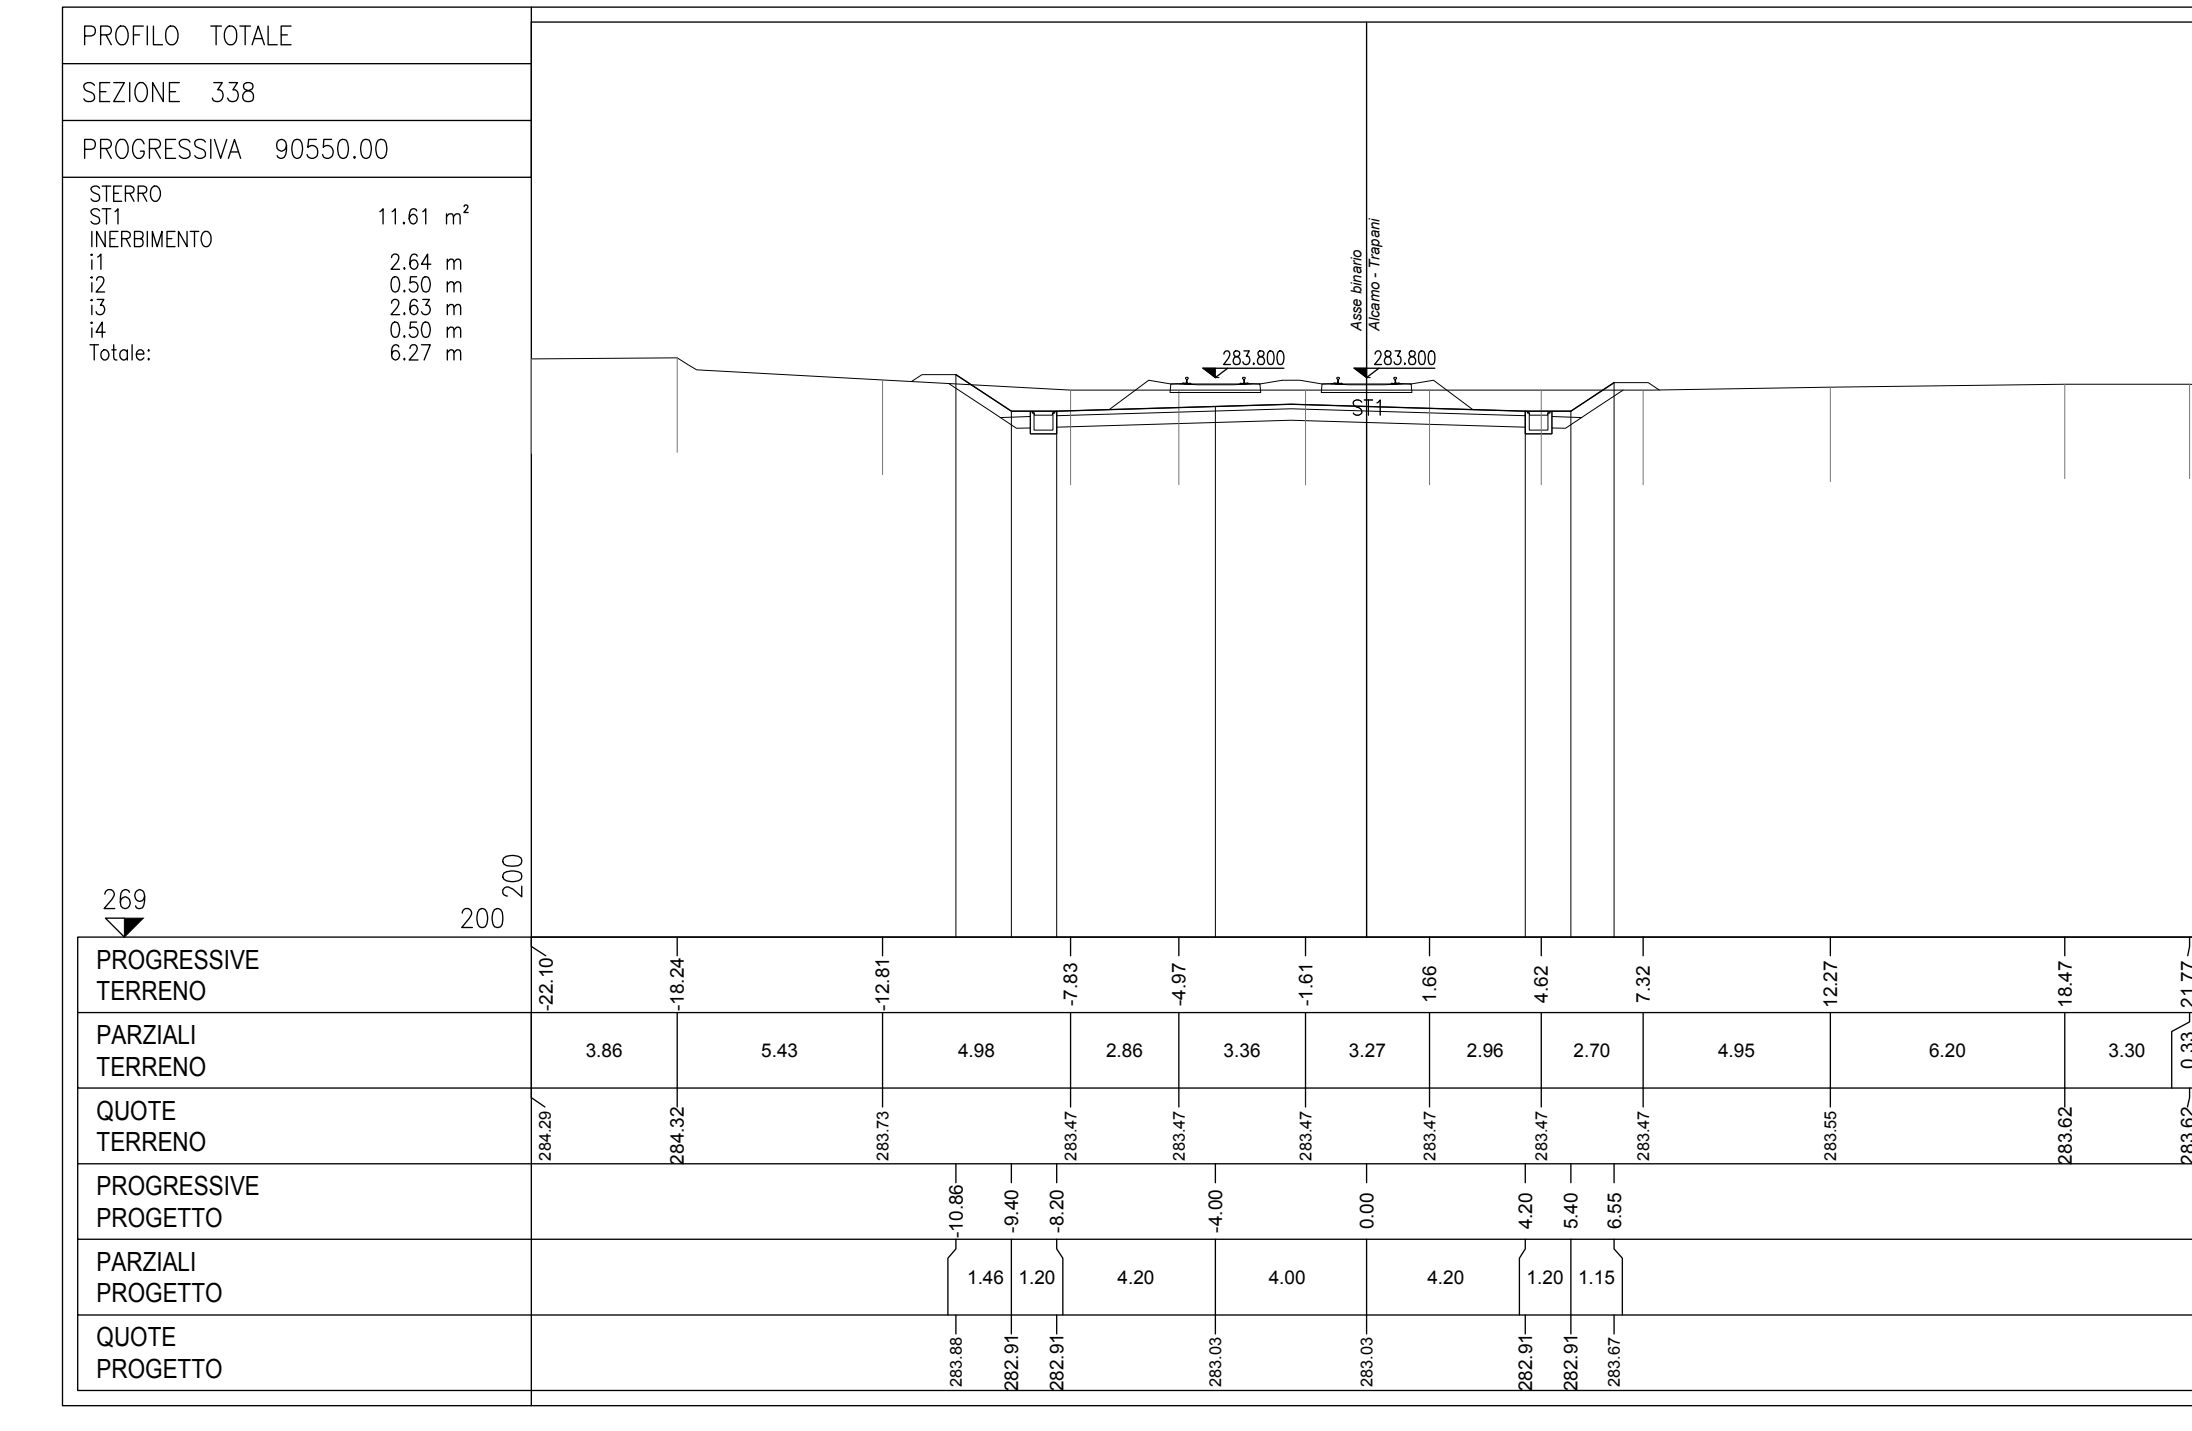 PROFILO TOTALE
SEZIONE 338
PROGRESSIVA 90550.00
STERRO
ST1 11.61 m²
INERBIMENTO
i1 2.64 m
i2 0.50 m
i3 2.63 m
i4 0.50 m
Totale: 6.27 m
Asse binario
Alcamo - Trapani
283.800 283.800
ST1
200
269
200
PROGRESSIVE
TERRENO
-22.10 -18.24 -12.81 -7.83 -4.97 -1.61 1.66 4.62 7.32 12.27 18.47 21.77
PARZIALI
TERRENO
3.86 5.43 4.98 2.86 3.36 3.27 2.96 2.70 4.95 6.20 3.30 0.33
QUOTE
TERRENO
284.29 284.32 283.73 283.47 283.47 283.47 283.47 283.47 283.47 283.55 283.62 283.62
PROGRESSIVE
PROGETTO
-10.86 -9.40 -8.20 -4.00 0.00 4.20 5.40 6.55
PARZIALI
PROGETTO
1.46 1.20 4.20 4.00 4.20 1.20 1.15
QUOTE
PROGETTO
283.88 282.91 282.91 283.03 283.03 282.91 282.91 283.67